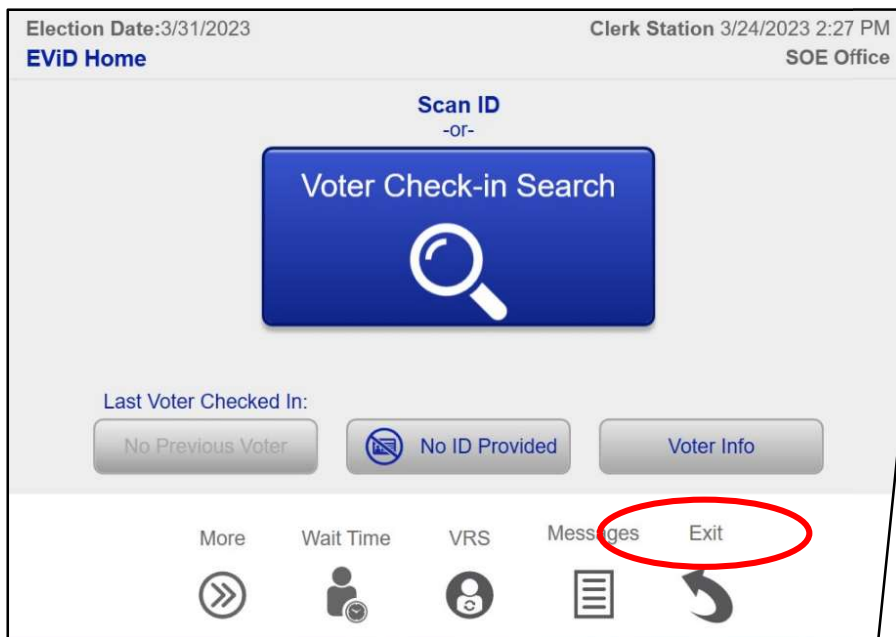 Election Date:3/31/2023 Clerk Station 3/24/2023 2:27 PM
EViD Home SOE Office
Scan ID
-or-
Voter Check-in Search
Last Voter Checked In:
No Previous Voter No ID Provided Voter Info
More Wait Time VRS Messages Exit